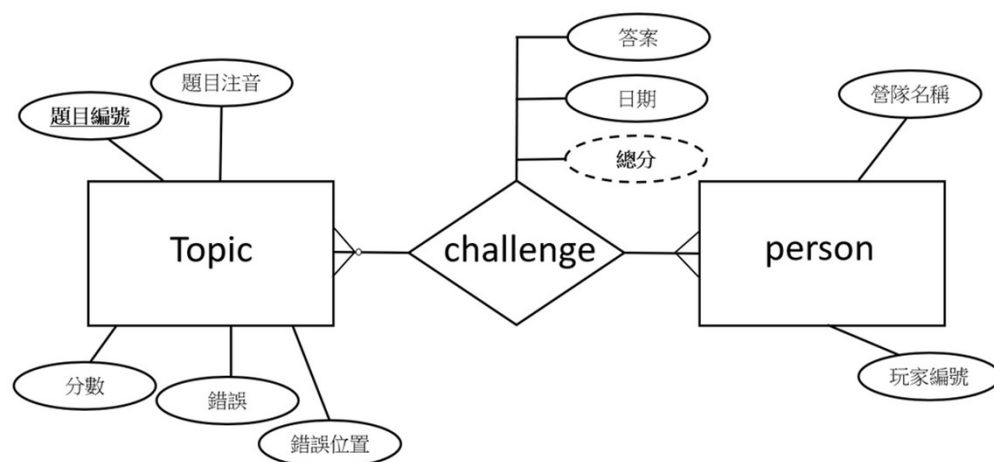 答案
題目注音
日期
營隊名稱
題目編號
總分
Topic
challenge
person
分數
錯誤
玩家編號
錯誤位置